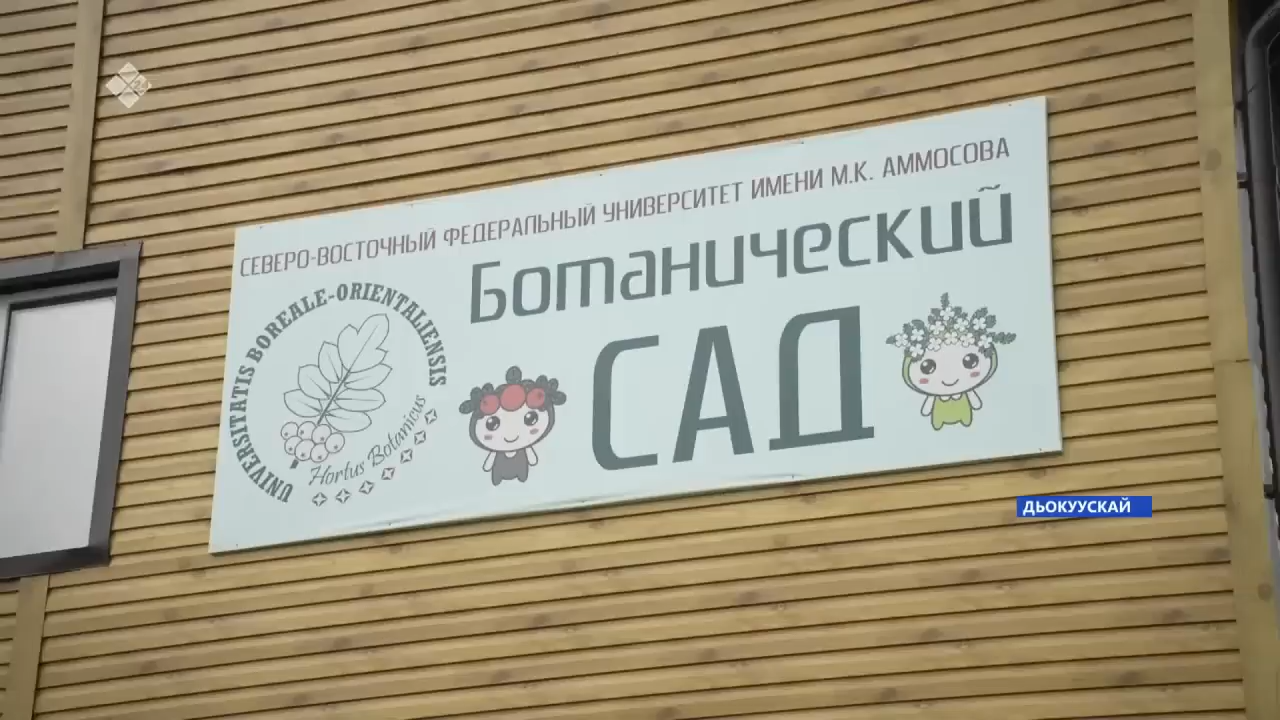 СЕВЕРО-ВОСТОЧНЫЙ ФЕДЕРАЛЬНЫЙ УНИВЕРСИТЕТ ИМЕНИ М.К. АММОСОВА
Ботанический
САД
UNIVERSITATIS BOREALE-ORIENTALIENSIS
Hortus Botanicus
ДЬОКУУСКАЙ